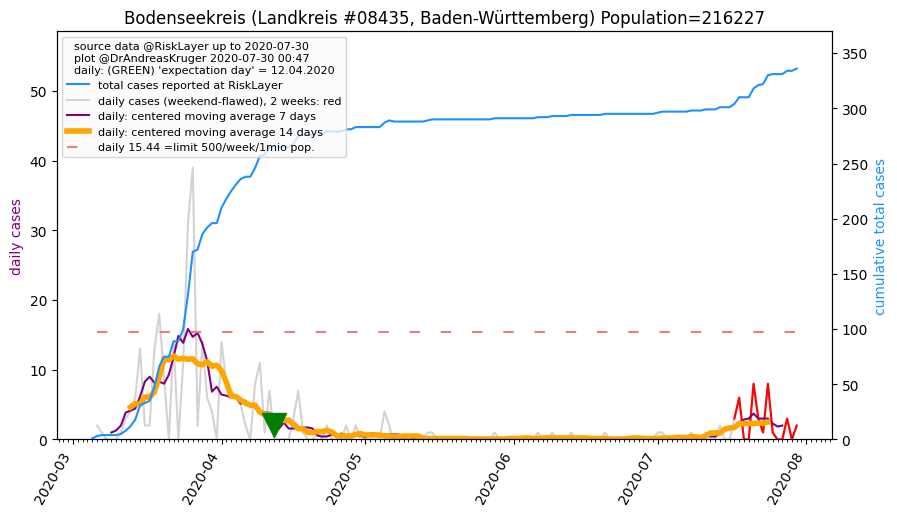 Bodenseekreis (Landkreis #08435, Baden-Württemberg) Population=216227
source data @RiskLayer up to 2020-07-30
plot @DrAndreasKruger 2020-07-30 00:47
daily: (GREEN) 'expectation day' = 12.04.2020
total cases reported at RiskLayer
daily cases (weekend-flawed), 2 weeks: red
daily: centered moving average 7 days
daily: centered moving average 14 days
daily 15.44 =limit 500/week/1mio pop.
daily cases
0
10
20
30
40
50
cumulative total cases
0
50
100
150
200
250
300
350
2020-03
2020-04
2020-05
2020-06
2020-07
2020-08